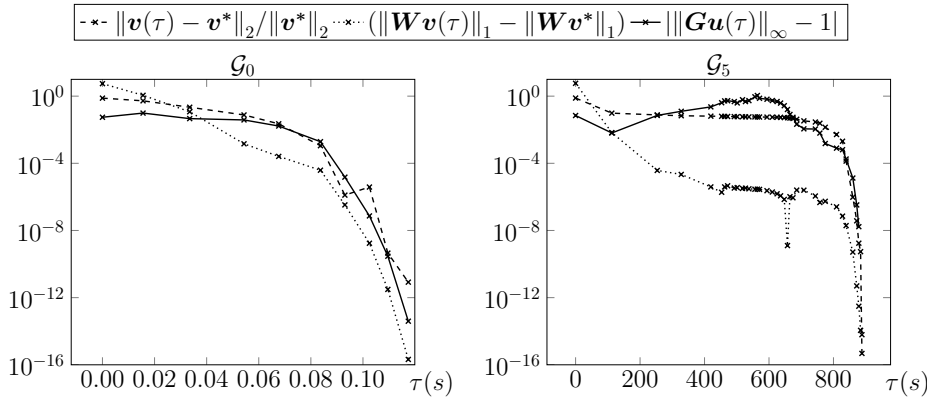 ‖v(τ) − v*‖₂/‖v*‖₂ (‖Wv(τ)‖₁ − ‖Wv*‖₁) |‖Gu(τ)‖∞ − 1|
𝒢₀ 𝒢₅
10⁰ 10⁰
10⁻⁴ 10⁻⁴
10⁻⁸ 10⁻⁸
10⁻¹² 10⁻¹²
10⁻¹⁶ 10⁻¹⁶
0.00 0.02 0.04 0.06 0.08 0.10 τ(s) 0 200 400 600 800 τ(s)